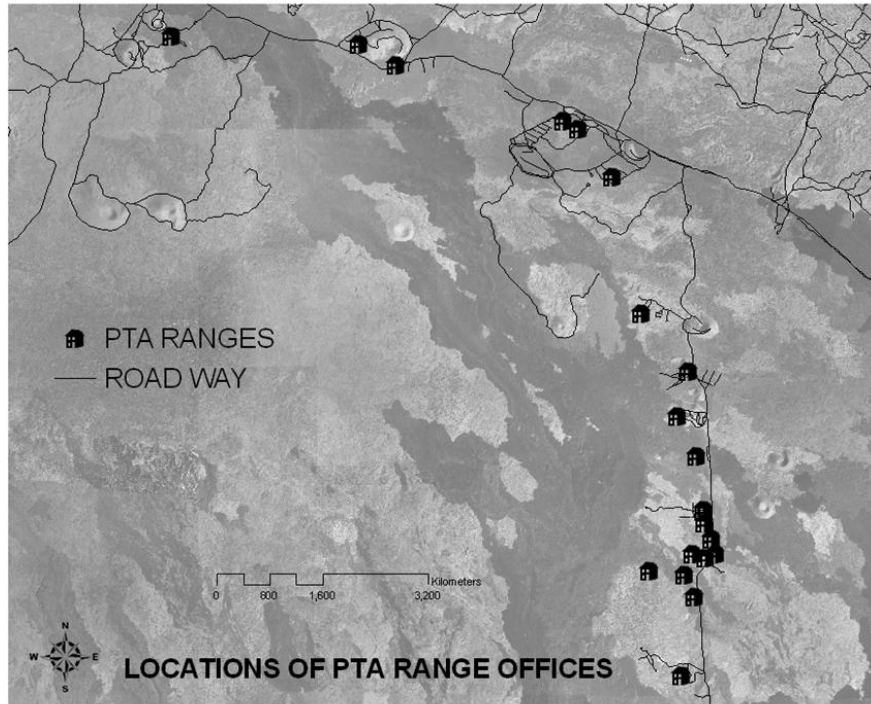 PTA RANGES
ROAD WAY
Kilometers
0 800 1,600 3,200
N
W E
S
LOCATIONS OF PTA RANGE OFFICES